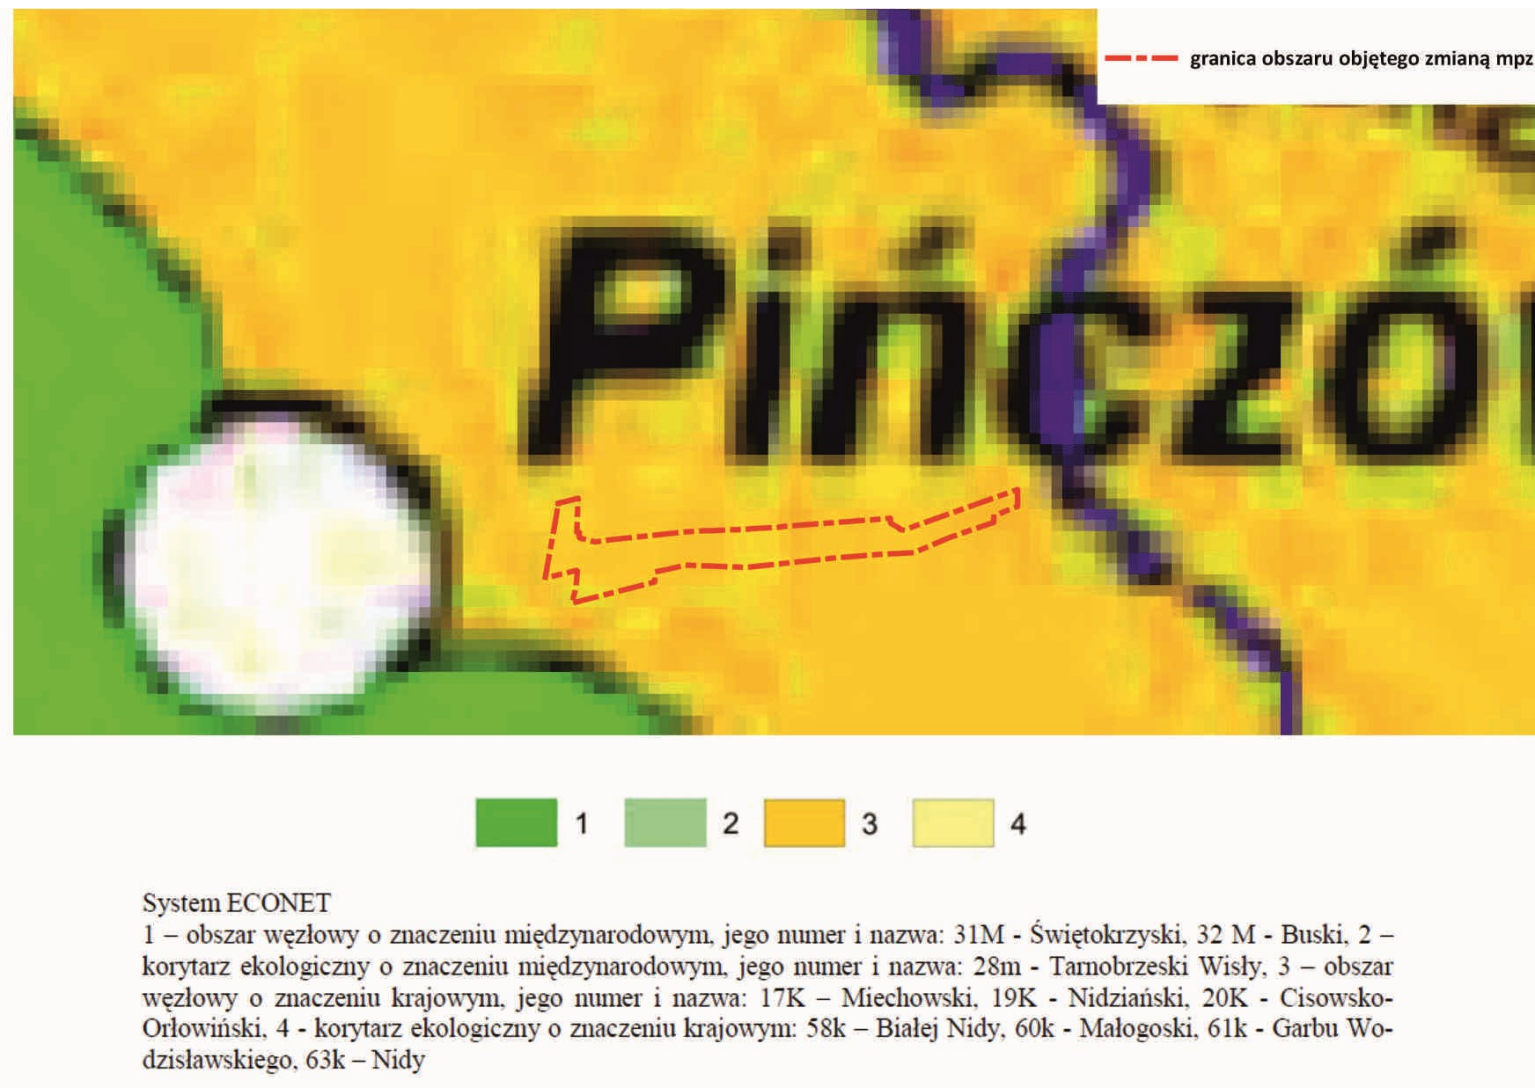 granica obszaru objętego zmianą mpz
Pińczó
1 2 3 4
System ECONET
1 – obszar węzłowy o znaczeniu międzynarodowym, jego numer i nazwa: 31M - Świętokrzyski, 32 M - Buski, 2 –
korytarz ekologiczny o znaczeniu międzynarodowym, jego numer i nazwa: 28m - Tarnobrzeski Wisły, 3 – obszar
węzłowy o znaczeniu krajowym, jego numer i nazwa: 17K – Miechowski, 19K - Nidziański, 20K - Cisowsko-
Orłowiński, 4 - korytarz ekologiczny o znaczeniu krajowym: 58k – Białej Nidy, 60k - Małogoski, 61k - Garbu Wo-
dzisławskiego, 63k – Nidy